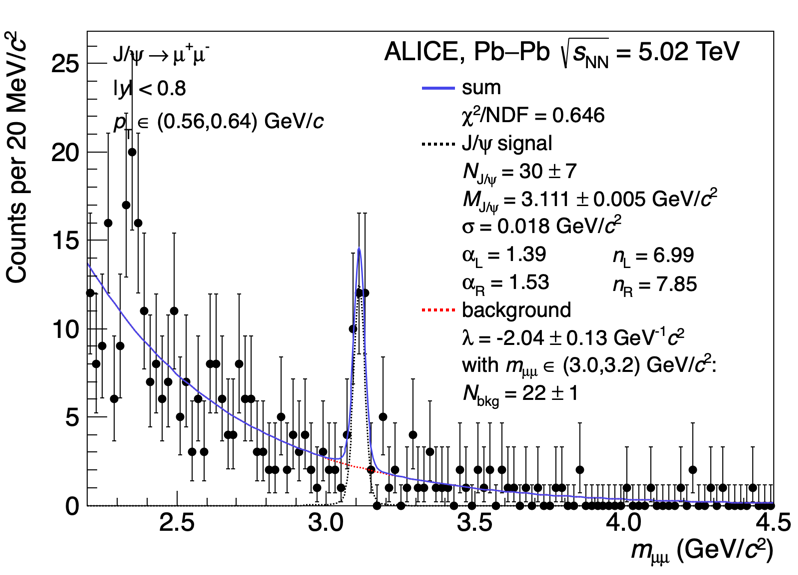 ALICE, Pb–Pb √sNN = 5.02 TeV
J/ψ → μ+μ-
|y| < 0.8
pT ∈ (0.56,0.64) GeV/c
sum
χ2/NDF = 0.646
J/ψ signal
NJ/ψ = 30 ± 7
MJ/ψ = 3.111 ± 0.005 GeV/c2
σ = 0.018 GeV/c2
αL = 1.39 nL = 6.99
αR = 1.53 nR = 7.85
background
λ = -2.04 ± 0.13 GeV-1c2
with mμμ ∈ (3.0,3.2) GeV/c2:
Nbkg = 22 ± 1
Counts per 20 MeV/c2
25
20
15
10
5
0
2.5 3.0 3.5 4.0 4.5
mμμ (GeV/c2)